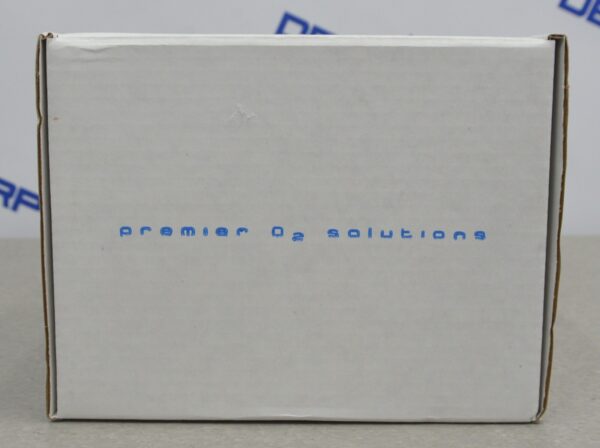 premier O₂ solutions